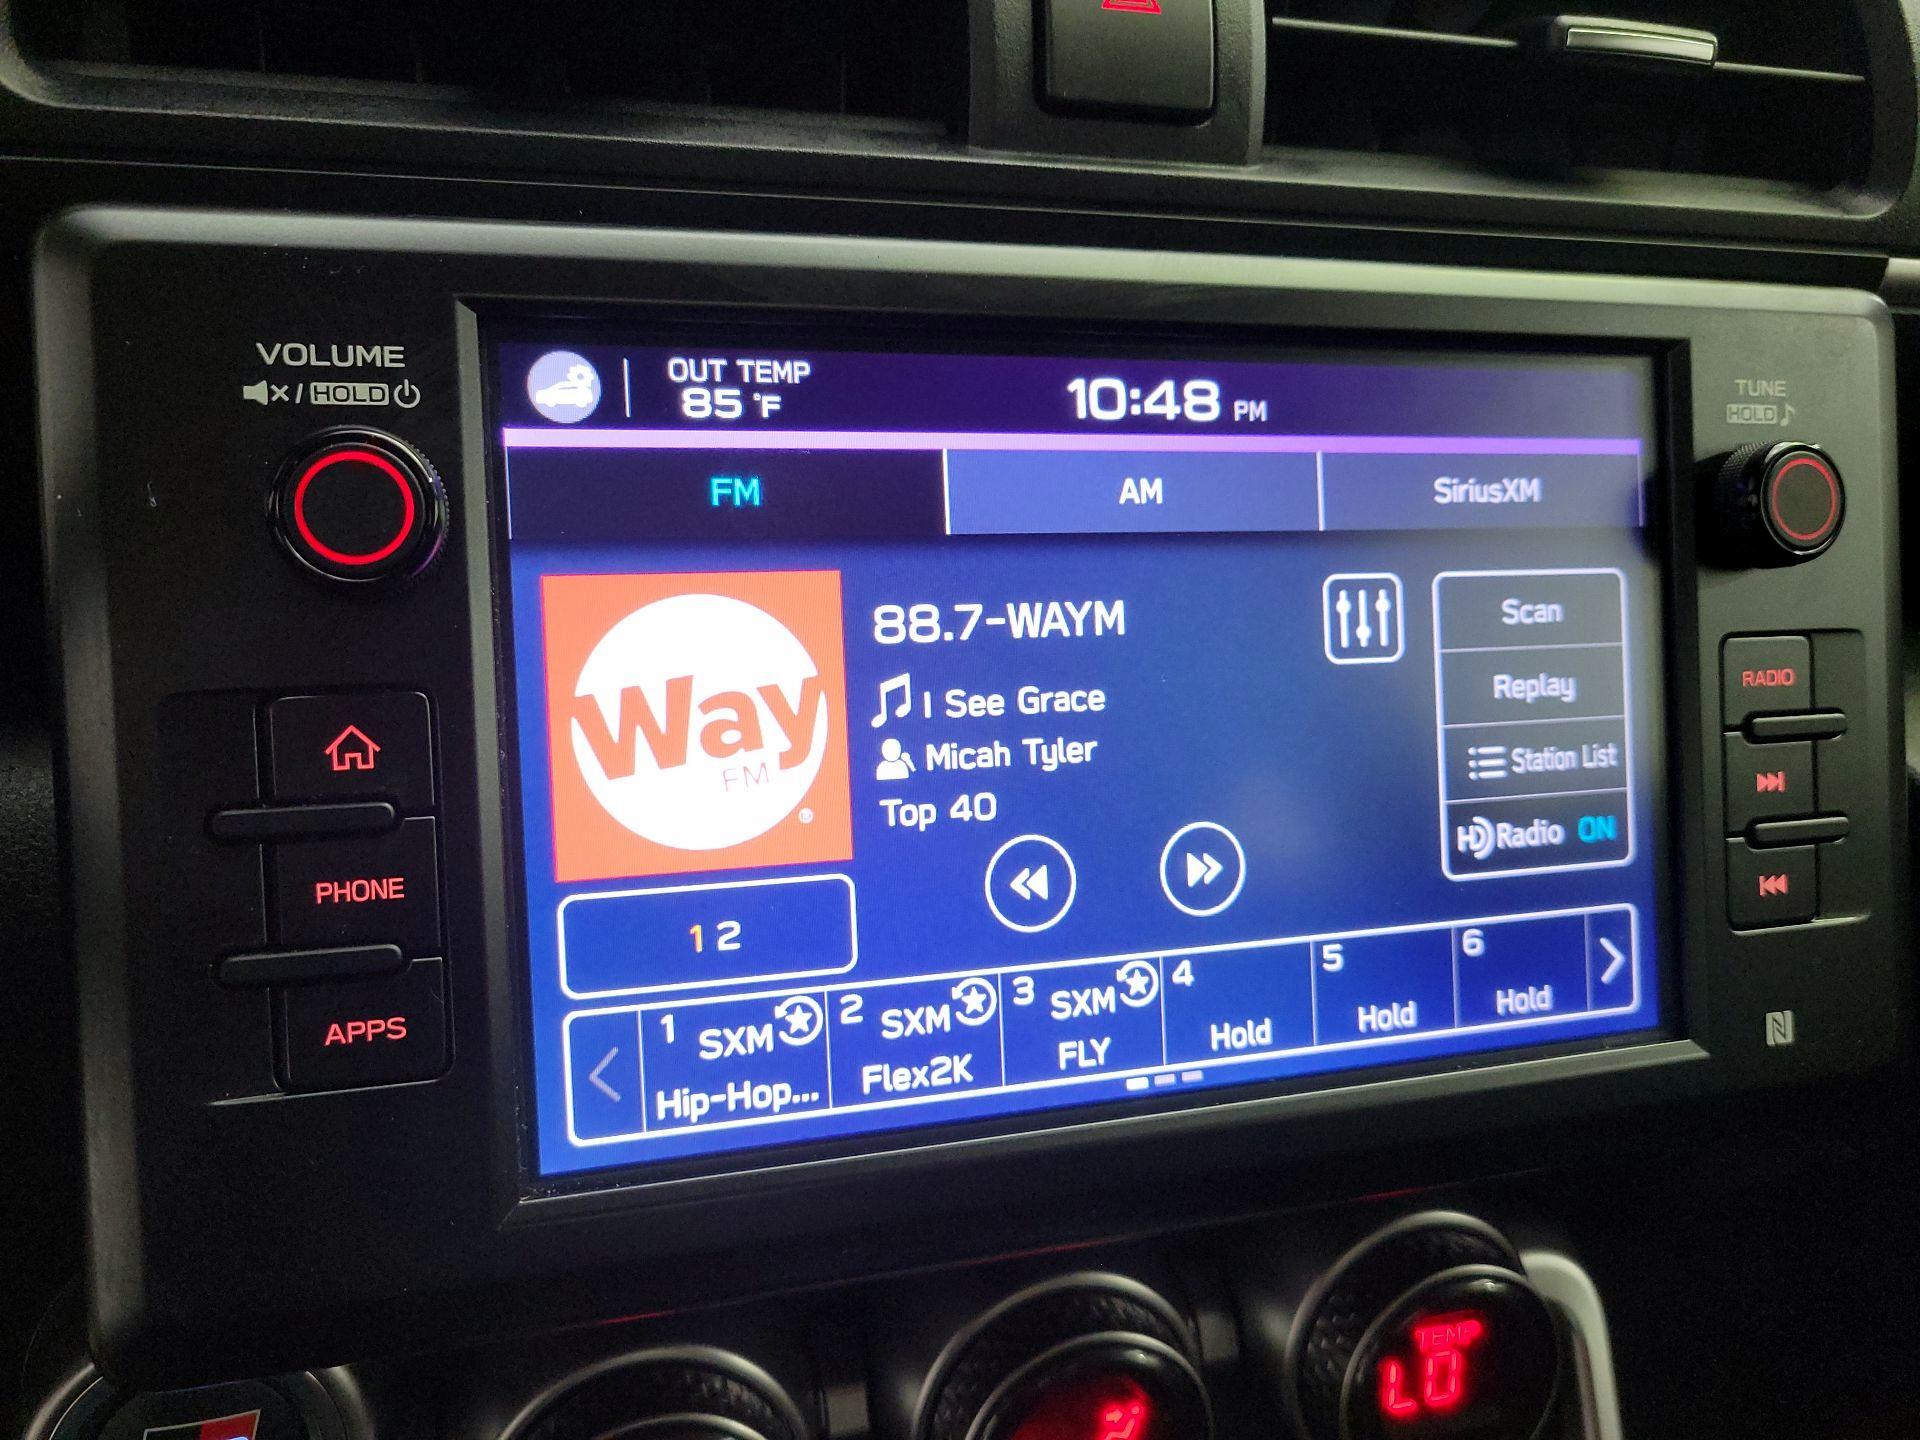 VOLUME
/ HOLD
OUT TEMP
85 °F
10:48 PM
TUNE
HOLD
FM
AM
SiriusXM
Way
FM
®
88.7-WAYM
I See Grace
Micah Tyler
Top 40
Scan
Replay
Station List
HD Radio ON
RADIO
PHONE
APPS
1 2
1 SXM
Hip-Hop...
2 SXM
Flex2K
3 SXM
FLY
4
Hold
5
Hold
6
Hold
TEMP
LO